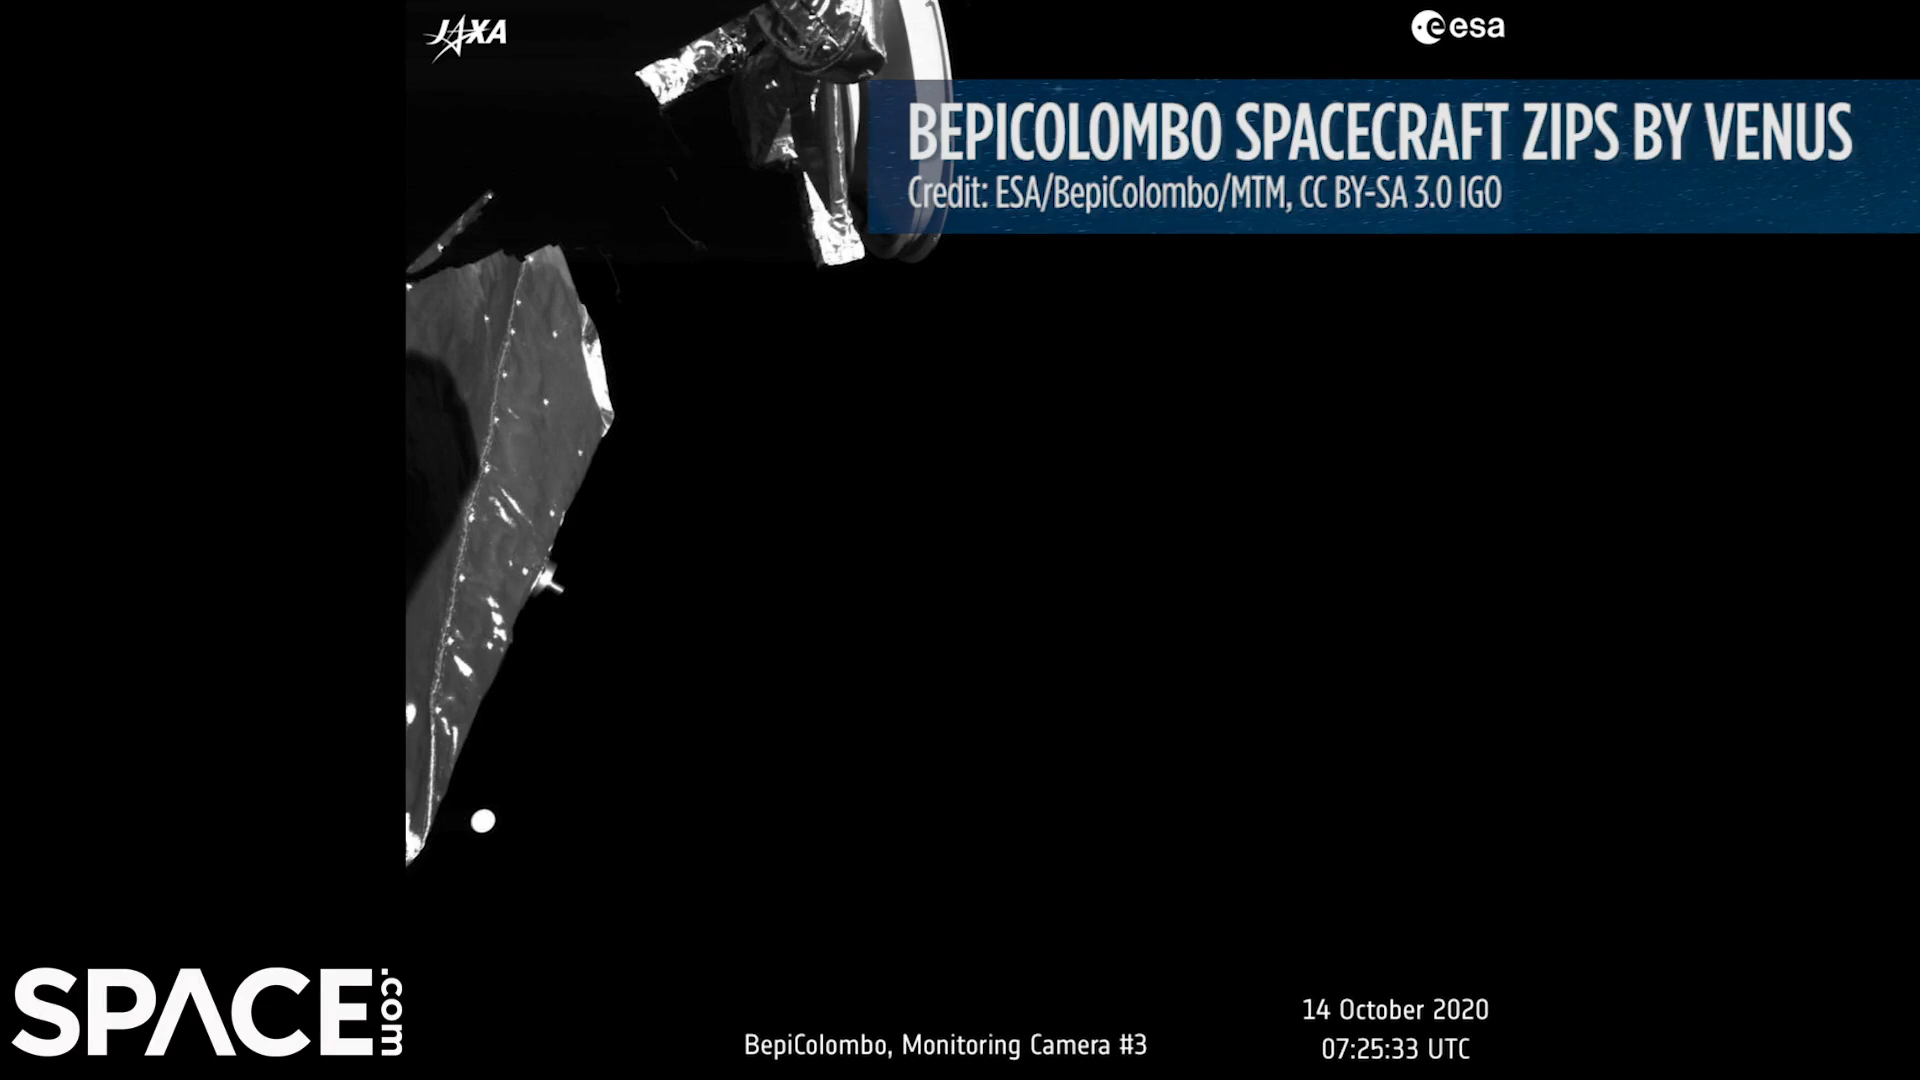 JAXA
esa
BEPICOLOMBO SPACECRAFT ZIPS BY VENUS
Credit: ESA/BepiColombo/MTM, CC BY-SA 3.0 IGO
SPACE.com
BepiColombo, Monitoring Camera #3
14 October 2020
07:25:33 UTC